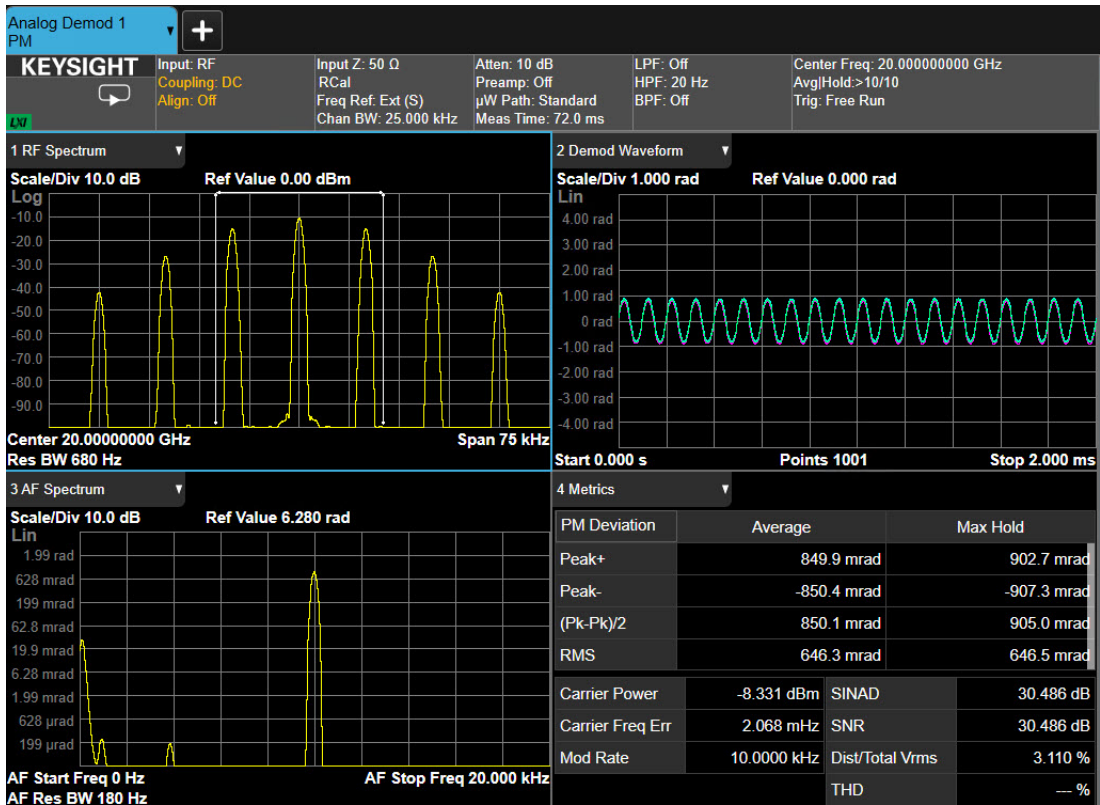 Analog Demod 1
PM
+
KEYSIGHT
LXI
Input: RF
Coupling: DC
Align: Off
Input Z: 50 Ω
RCal
Freq Ref: Ext (S)
Chan BW: 25.000 kHz
Atten: 10 dB
Preamp: Off
µW Path: Standard
Meas Time: 72.0 ms
LPF: Off
HPF: 20 Hz
BPF: Off
Center Freq: 20.000000000 GHz
Avg|Hold:>10/10
Trig: Free Run
1 RF Spectrum
Scale/Div 10.0 dB Ref Value 0.00 dBm
Log
-10.0
-20.0
-30.0
-40.0
-50.0
-60.0
-70.0
-80.0
-90.0
Center 20.00000000 GHz Span 75 kHz
Res BW 680 Hz
2 Demod Waveform
Scale/Div 1.000 rad Ref Value 0.000 rad
Lin
4.00 rad
3.00 rad
2.00 rad
1.00 rad
0 rad
-1.00 rad
-2.00 rad
-3.00 rad
-4.00 rad
Start 0.000 s Points 1001 Stop 2.000 ms
3 AF Spectrum
Scale/Div 10.0 dB Ref Value 6.280 rad
Lin
1.99 rad
628 mrad
199 mrad
62.8 mrad
19.9 mrad
6.28 mrad
1.99 mrad
628 µrad
199 µrad
AF Start Freq 0 Hz AF Stop Freq 20.000 kHz
AF Res BW 180 Hz
4 Metrics
PM Deviation Average Max Hold
Peak+ 849.9 mrad 902.7 mrad
Peak- -850.4 mrad -907.3 mrad
(Pk-Pk)/2 850.1 mrad 905.0 mrad
RMS 646.3 mrad 646.5 mrad
Carrier Power -8.331 dBm SINAD 30.486 dB
Carrier Freq Err 2.068 mHz SNR 30.486 dB
Mod Rate 10.0000 kHz Dist/Total Vrms 3.110 %
THD --- %